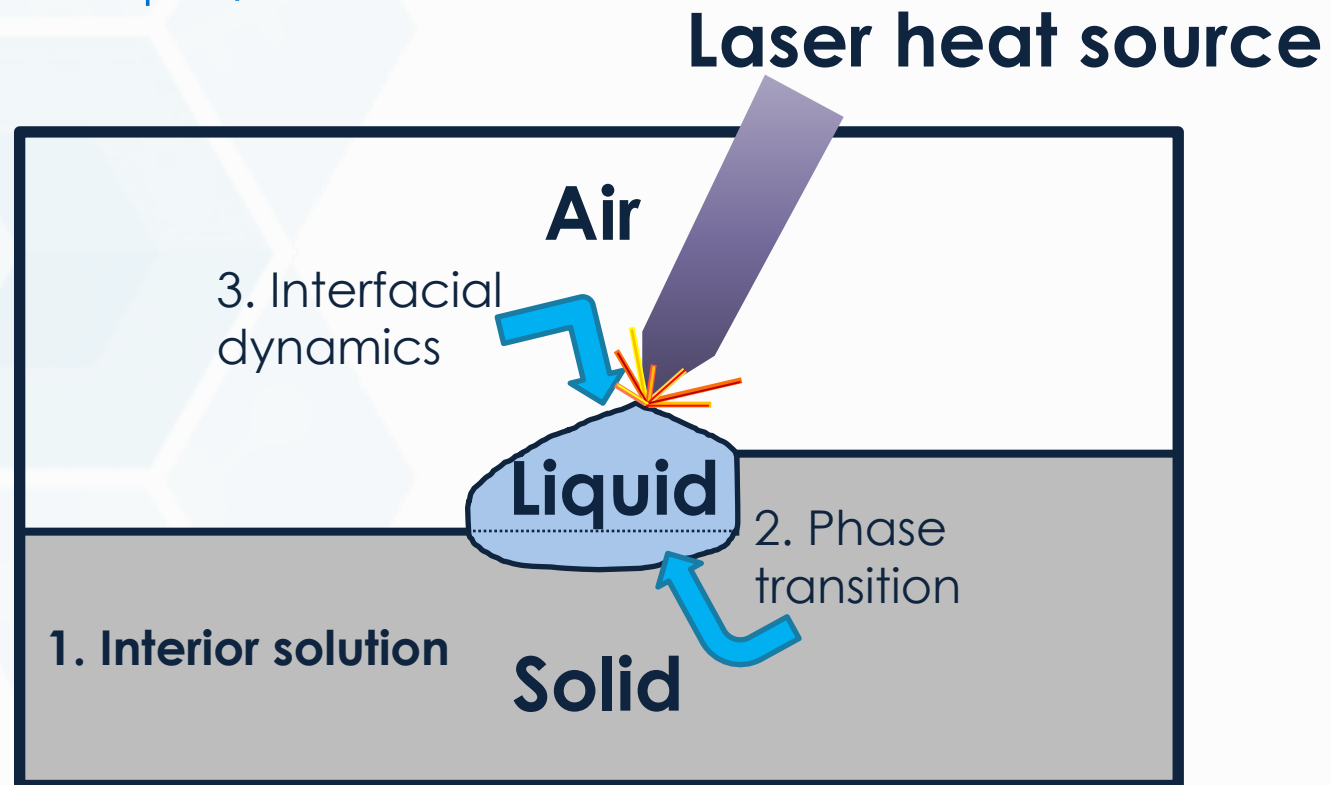 Laser heat source
Air
3. Interfacial
dynamics
Liquid
2. Phase
transition
1. Interior solution
Solid